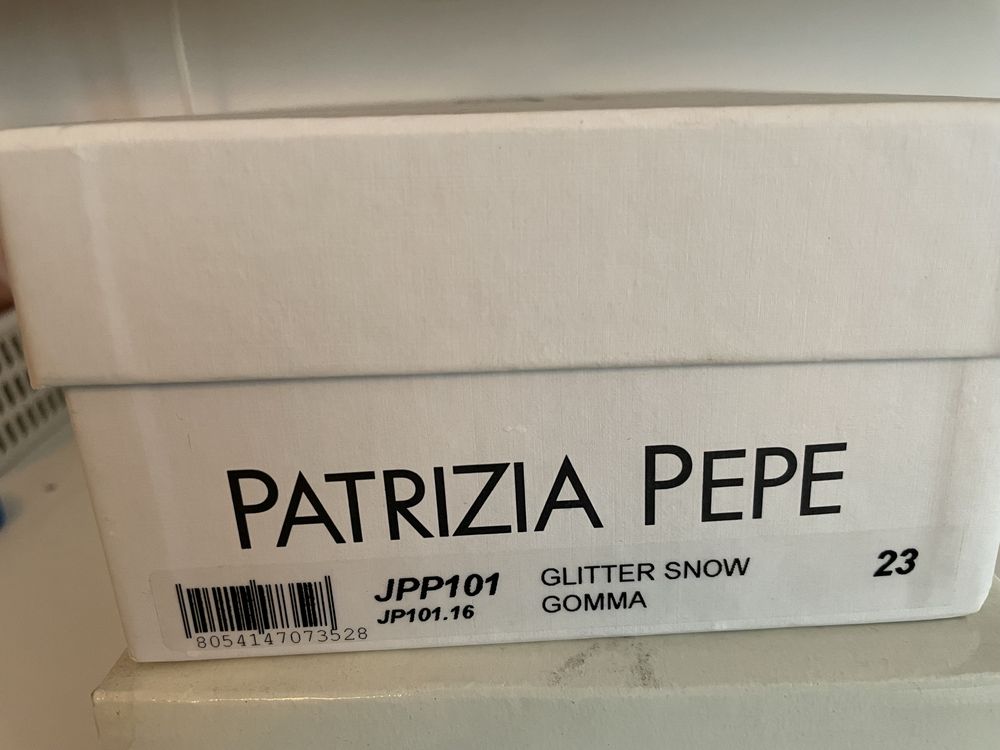 PATRIZIA PEPE
JPP101
JP101.16
GLITTER SNOW
GOMMA
23
8054147073528